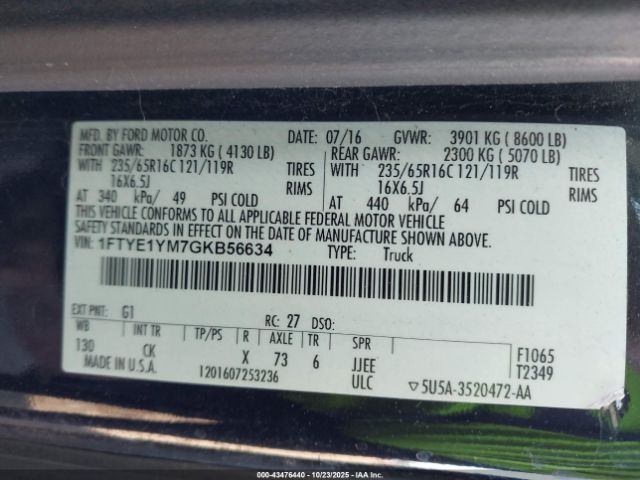 MFD. BY FORD MOTOR CO. DATE: 07/16 GVWR: 3901 KG ( 8600 LB)
FRONT GAWR: 1873 KG ( 4130 LB) REAR GAWR: 2300 KG ( 5070 LB)
WITH 235/65R16C 121/119R TIRES WITH 235/65R16C 121/119R TIRES
16X6.5J RIMS 16X6.5J RIMS
AT 340 kPa/ 49 PSI COLD AT 440 kPa/ 64 PSI COLD
THIS VEHICLE CONFORMS TO ALL APPLICABLE FEDERAL MOTOR VEHICLE
SAFETY STANDARDS IN EFFECT ON THE DATE OF MANUFACTURE SHOWN ABOVE.
VIN: 1FTYE1YM7GKB56634 TYPE: Truck
EXT PNT: G1 RC: 27 DSO:
WB INT TR TP/PS R AXLE TR SPR
130 CK X 73 6 JJEE F1065
MADE IN U.S.A. 1201607253236 ULC T2349
▽5U5A-3520472-AA
000-43476440 - 10/23/2025 - IAA Inc.